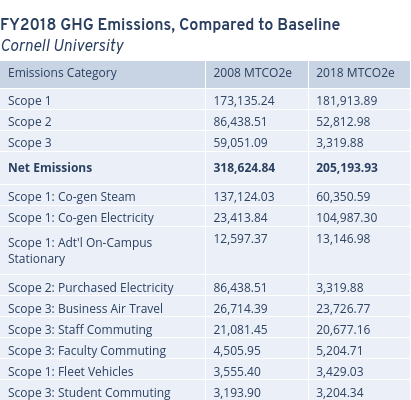 FY2018 GHG Emissions, Compared to Baseline
Cornell University
Emissions Category 2008 MTCO2e 2018 MTCO2e
Scope 1 173,135.24 181,913.89
Scope 2 86,438.51 52,812.98
Scope 3 59,051.09 3,319.88
Net Emissions 318,624.84 205,193.93
Scope 1: Co-gen Steam 137,124.03 60,350.59
Scope 1: Co-gen Electricity 23,413.84 104,987.30
Scope 1: Adt'l On-Campus 12,597.37 13,146.98
Stationary
Scope 2: Purchased Electricity 86,438.51 3,319.88
Scope 3: Business Air Travel 26,714.39 23,726.77
Scope 3: Staff Commuting 21,081.45 20,677.16
Scope 3: Faculty Commuting 4,505.95 5,204.71
Scope 1: Fleet Vehicles 3,555.40 3,429.03
Scope 3: Student Commuting 3,193.90 3,204.34